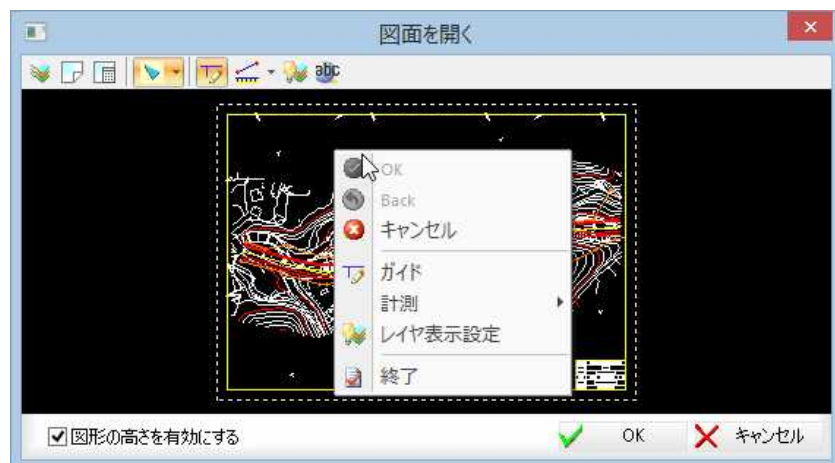 図面を開く
abc
OK
Back
キャンセル
ガイド
計測
レイヤ表示設定
終了
図形の高さを有効にする
OK
キャンセル